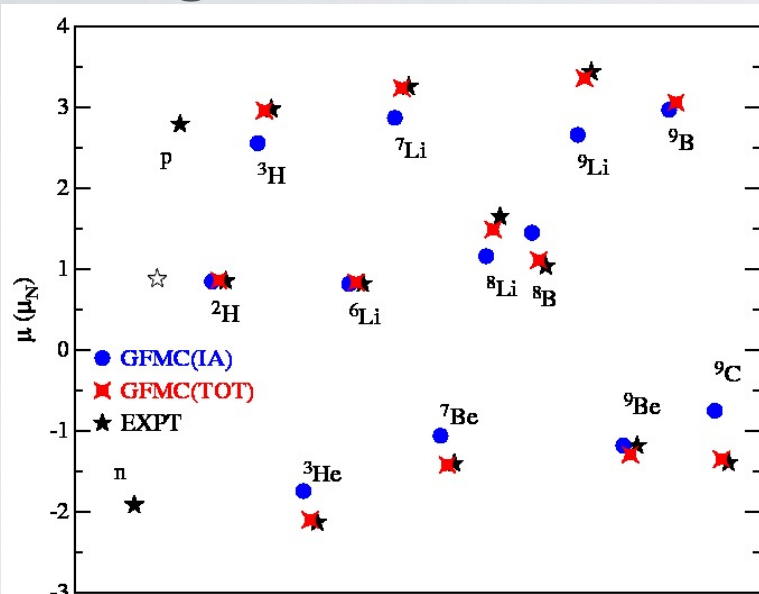 4
3
2
1
0
-1
-2
-3
μ (μN)
p
³H
⁷Li
⁹Li
⁹B
²H
⁶Li
⁸Li
⁸B
GFMC(IA)
GFMC(TOT)
EXPT
n
³He
⁷Be
⁹Be
⁹C